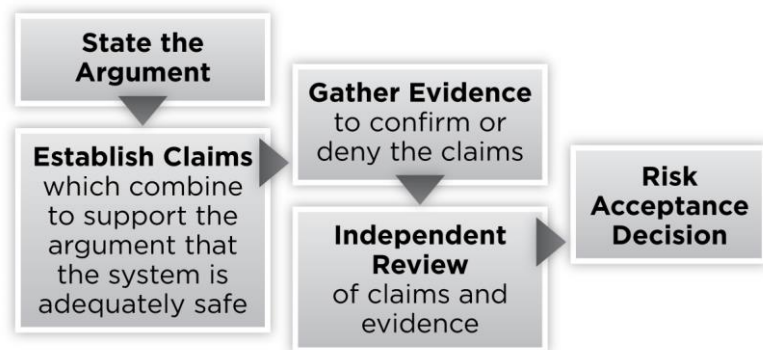 State the
Argument
Establish Claims
which combine
to support the
argument that
the system is
adequately safe
Gather Evidence
to confirm or
deny the claims
Independent
Review
of claims and
evidence
Risk
Acceptance
Decision